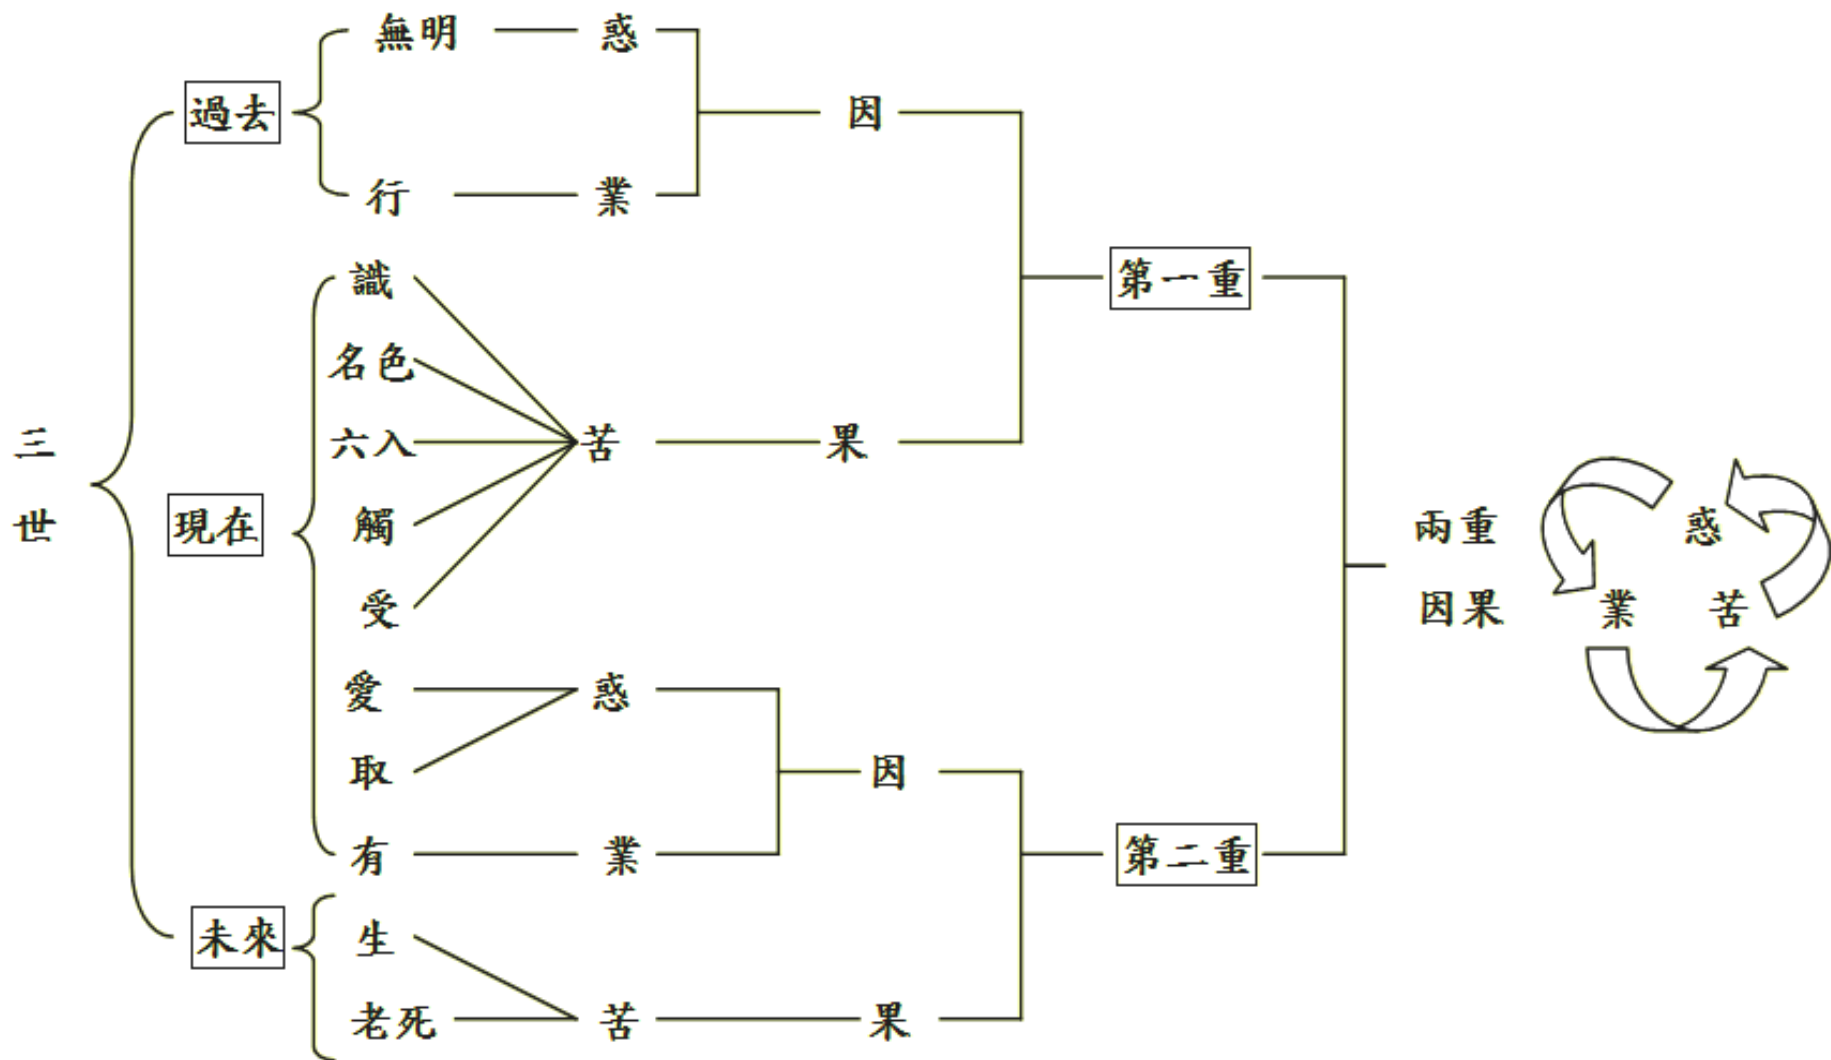 三世
過去
無明 惑
因
行 業
識
第一重
名色
六入 苦 果
現在
觸
兩重
因果
惑
業 苦
受
愛 惑
取
因
有 業
第二重
未來
生
老死 苦 果